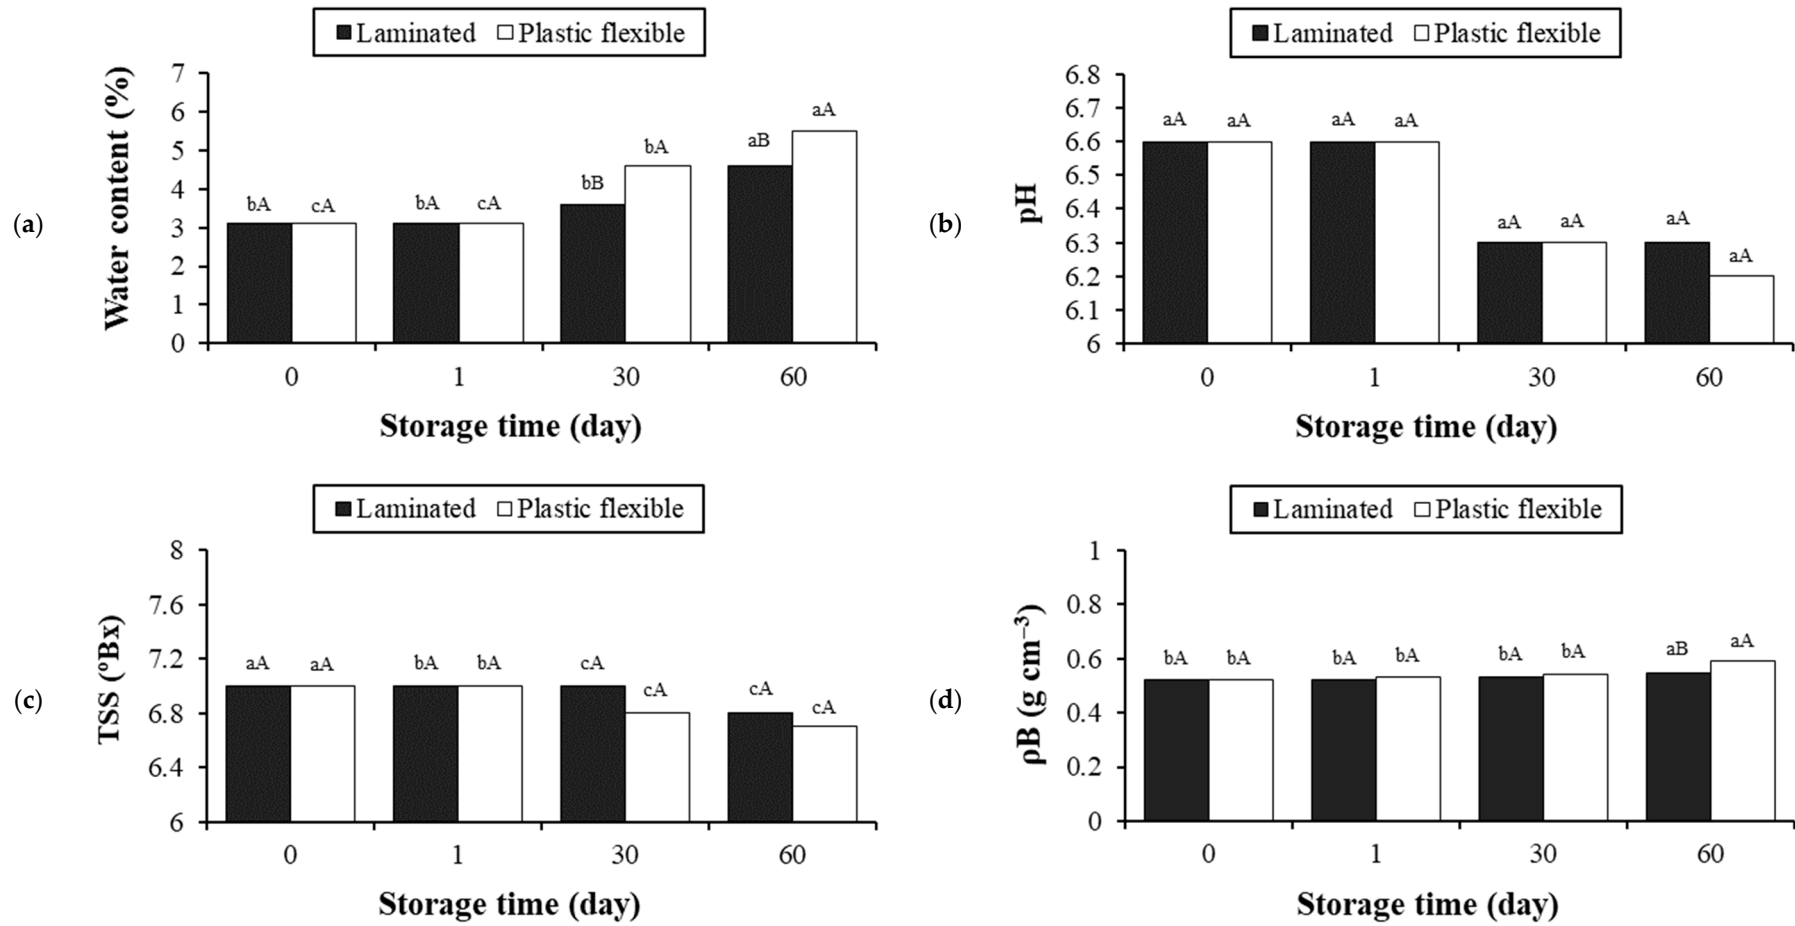 Laminated Plastic flexible
(a)
Water content (%)
7
6
5
4
3
2
1
0
bA cA bA cA bB bA aB aA
0 1 30 60
Storage time (day)
Laminated Plastic flexible
(b)
pH
6.8
6.7
6.6
6.5
6.4
6.3
6.2
6.1
6
aA aA aA aA aA aA aA aA
0 1 30 60
Storage time (day)
Laminated Plastic flexible
(c)
TSS (ºBx)
8
7.6
7.2
6.8
6.4
6
aA aA bA bA cA cA cA cA
0 1 30 60
Storage time (day)
Laminated Plastic flexible
(d)
ρB (g cm⁻³)
1
0.8
0.6
0.4
0.2
0
bA bA bA bA bA bA aB aA
0 1 30 60
Storage time (day)